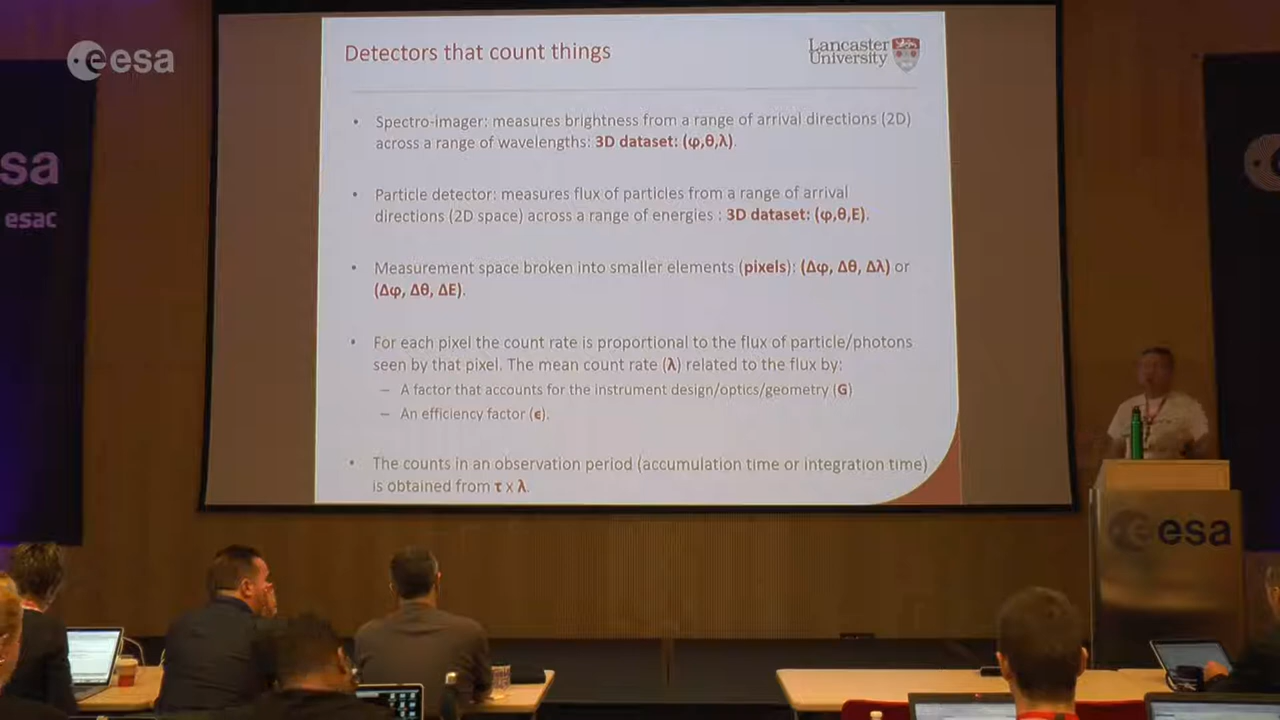 esa
Detectors that count things
Lancaster
University
• Spectro-imager: measures brightness from a range of arrival directions (2D)
across a range of wavelengths: 3D dataset: (φ,θ,λ).
• Particle detector: measures flux of particles from a range of arrival
directions (2D space) across a range of energies : 3D dataset: (φ,θ,E).
• Measurement space broken into smaller elements (pixels): (Δφ, Δθ, Δλ) or
(Δφ, Δθ, ΔE).
• For each pixel the count rate is proportional to the flux of particle/photons
seen by that pixel. The mean count rate (λ) related to the flux by:
– A factor that accounts for the instrument design/optics/geometry (G)
– An efficiency factor (ϵ).
• The counts in an observation period (accumulation time or integration time)
is obtained from τ x λ.
sa
esac
esa